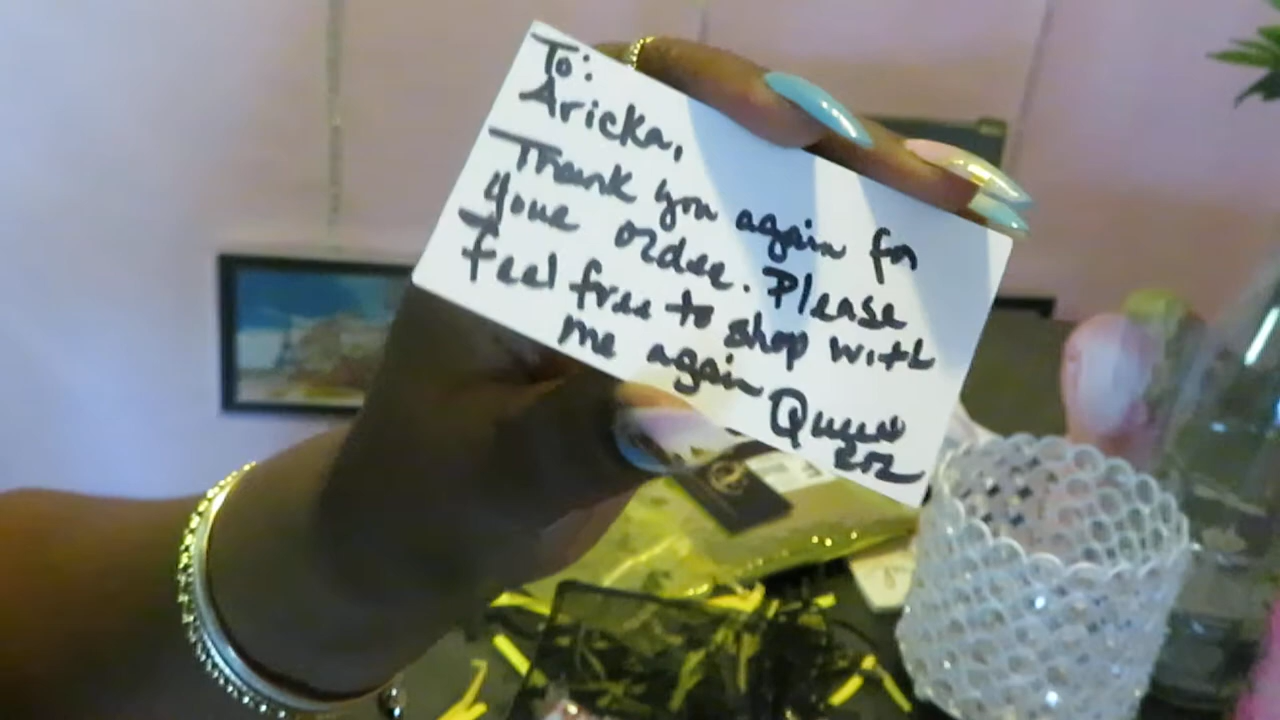 To:
Aricka,
Thank you again for
your order. Please
feel free to shop with
me again
Queen